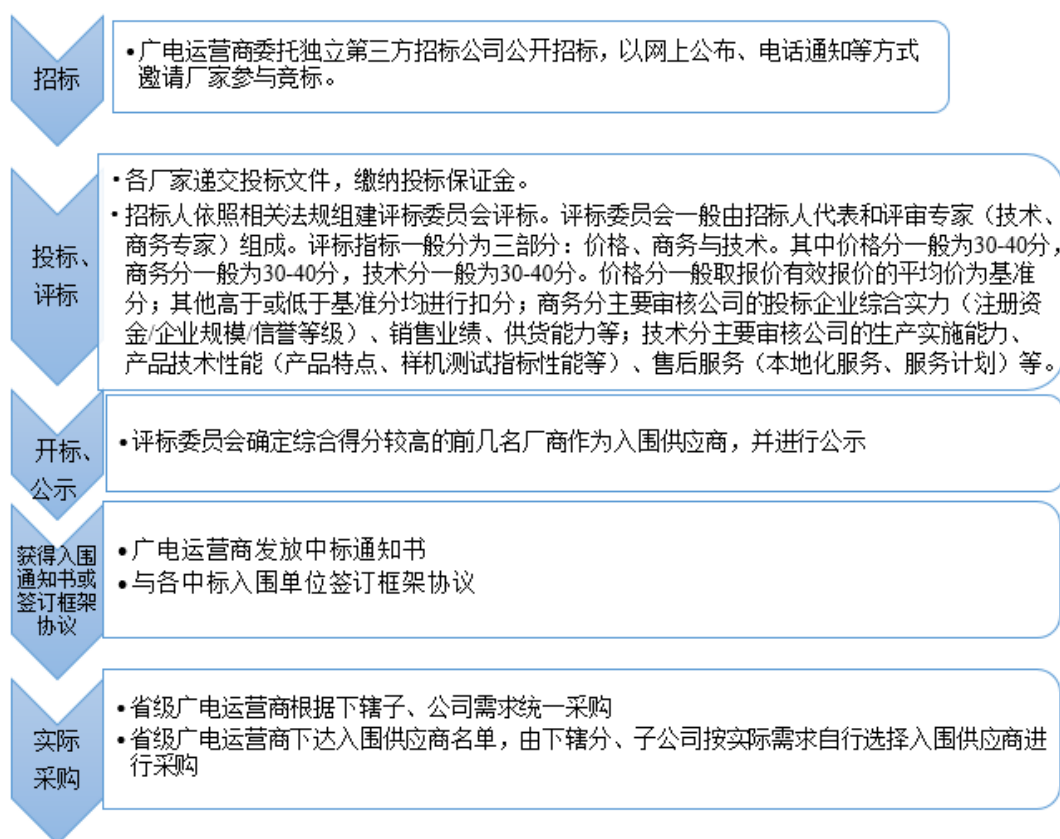 招标
•广电运营商委托独立第三方招标公司公开招标，以网上公布、电话通知等方式
邀请厂家参与竞标。
投标、
评标
•各厂家递交投标文件，缴纳投标保证金。
•招标人依照相关法规组建评标委员会评标。评标委员会一般由招标人代表和评审专家（技术、
商务专家）组成。评标指标一般分为三部分：价格、商务与技术。其中价格分一般为30-40分，
商务分一般为30-40分，技术分一般为30-40分。价格分一般取报价有效报价的平均价为基准
分；其他高于或低于基准分均进行扣分；商务分主要审核公司的投标企业综合实力（注册资
金/企业规模/信誉等级）、销售业绩、供货能力等；技术分主要审核公司的生产实施能力、
产品技术性能（产品特点、样机测试指标性能等）、售后服务（本地化服务、服务计划）等。
开标、
公示
•评标委员会确定综合得分较高的前几名厂商作为入围供应商，并进行公示
获得入围
通知书或
签订框架
协议
•广电运营商发放中标通知书
•与各中标入围单位签订框架协议
实际
采购
•省级广电运营商根据下辖子、公司需求统一采购
•省级广电运营商下达入围供应商名单，由下辖分、子公司按实际需求自行选择入围供应商进
行采购